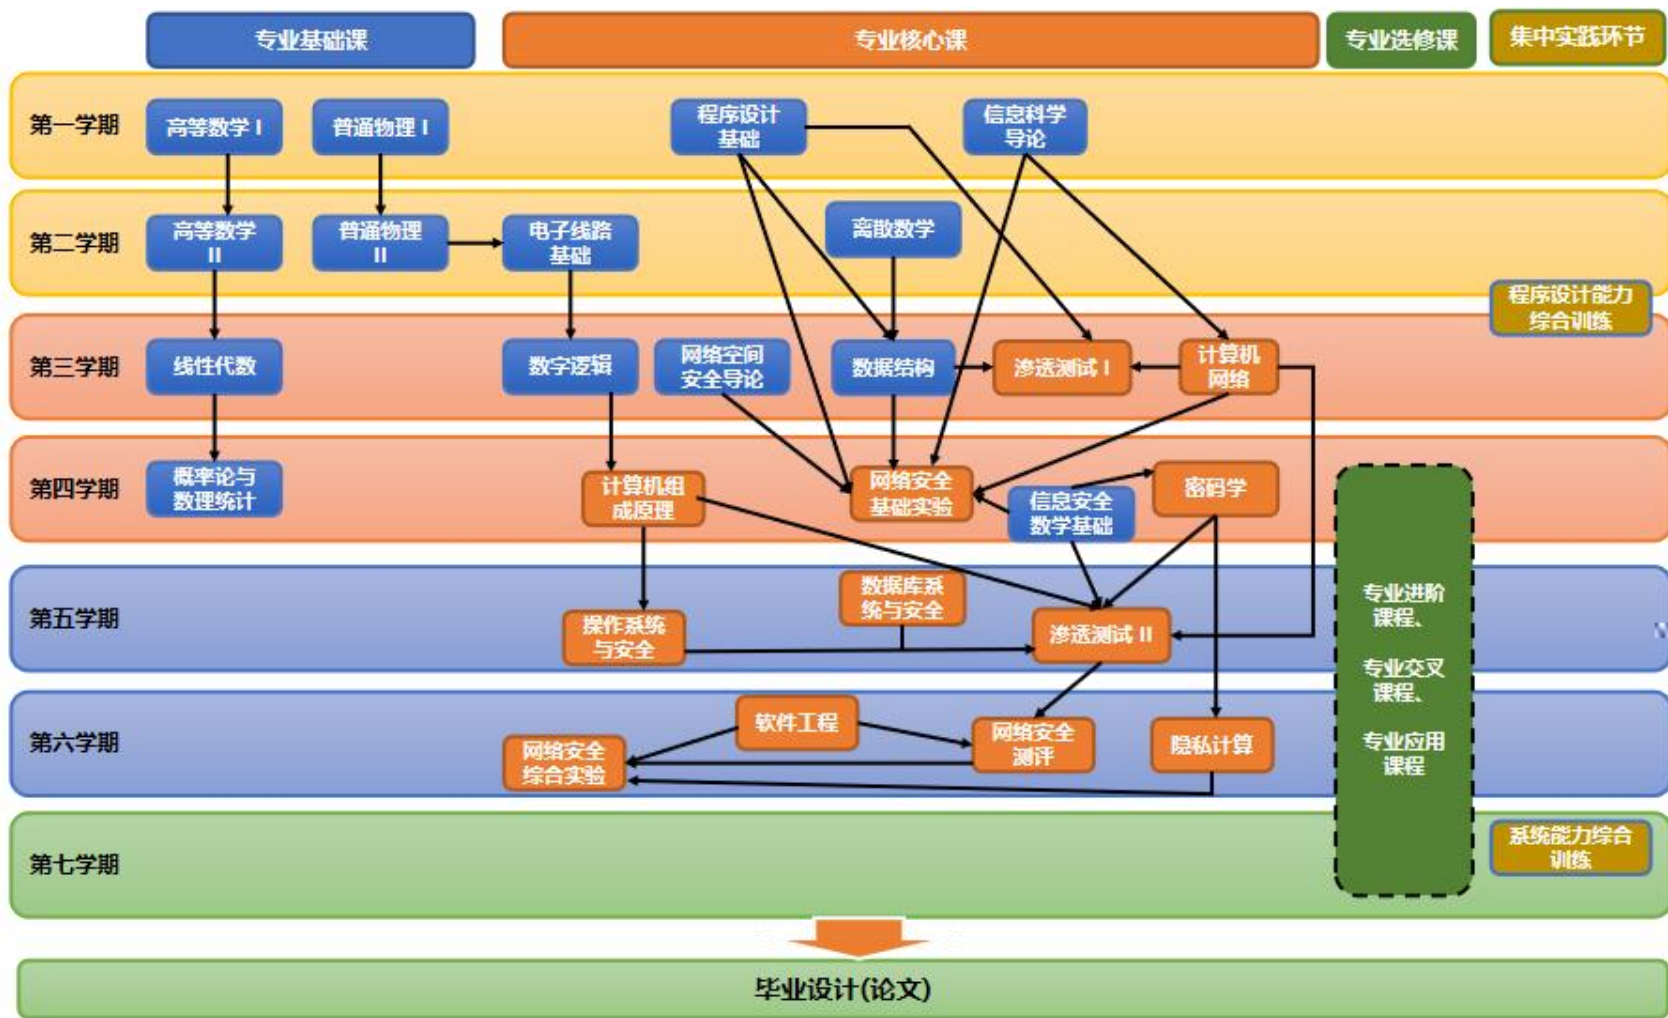 专业基础课
专业核心课
专业选修课
集中实践环节
第一学期
高等数学 I
普通物理 I
程序设计
基础
信息科学
导论
第二学期
高等数学
II
普通物理
II
电子线路
基础
离散数学
程序设计能力
综合训练
第三学期
线性代数
数字逻辑
网络空间
安全导论
数据结构
渗透测试 I
计算机
网络
第四学期
概率论与
数理统计
计算机组
成原理
网络安全
基础实验
信息安全
数学基础
密码学
第五学期
操作系统
与安全
数据库系
统与安全
渗透测试 II
专业进阶
课程、
专业交叉
课程、
专业应用
课程
第六学期
网络安全
综合实验
软件工程
网络安全
测评
隐私计算
第七学期
系统能力综合
训练
毕业设计(论文)